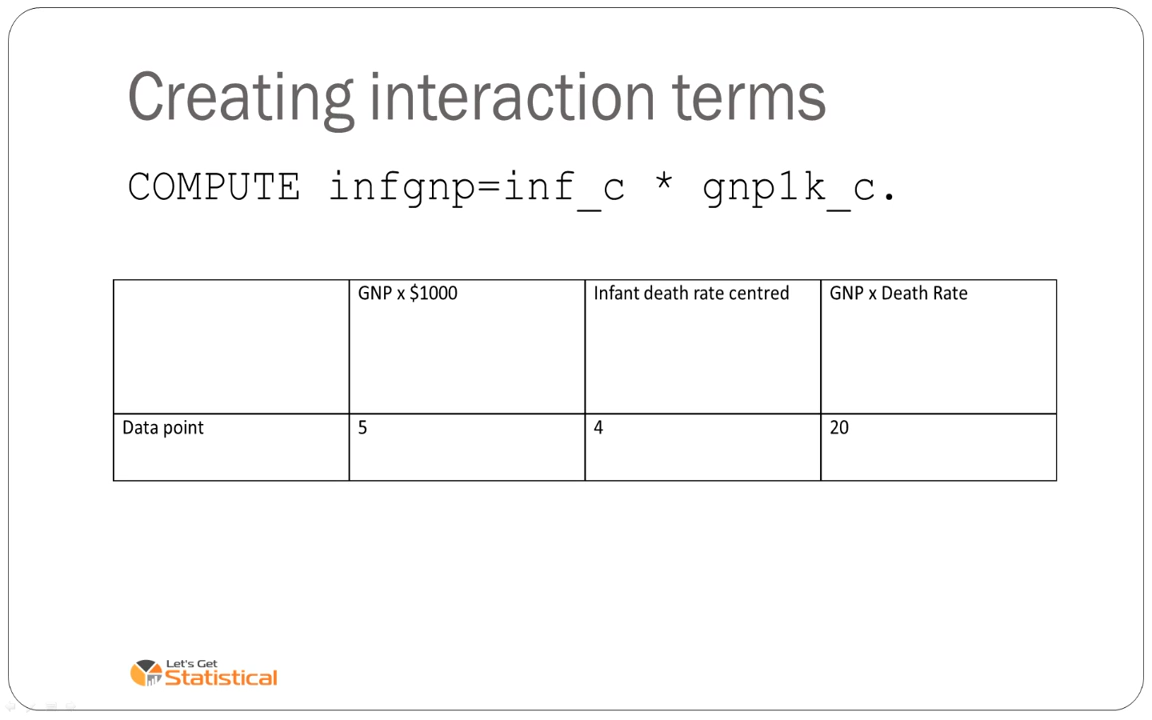 Creating interaction terms
COMPUTE infgnp=inf_c * gnp1k_c.
GNP x $1000
Infant death rate centred
GNP x Death Rate
Data point
5
4
20
Let's Get
Statistical